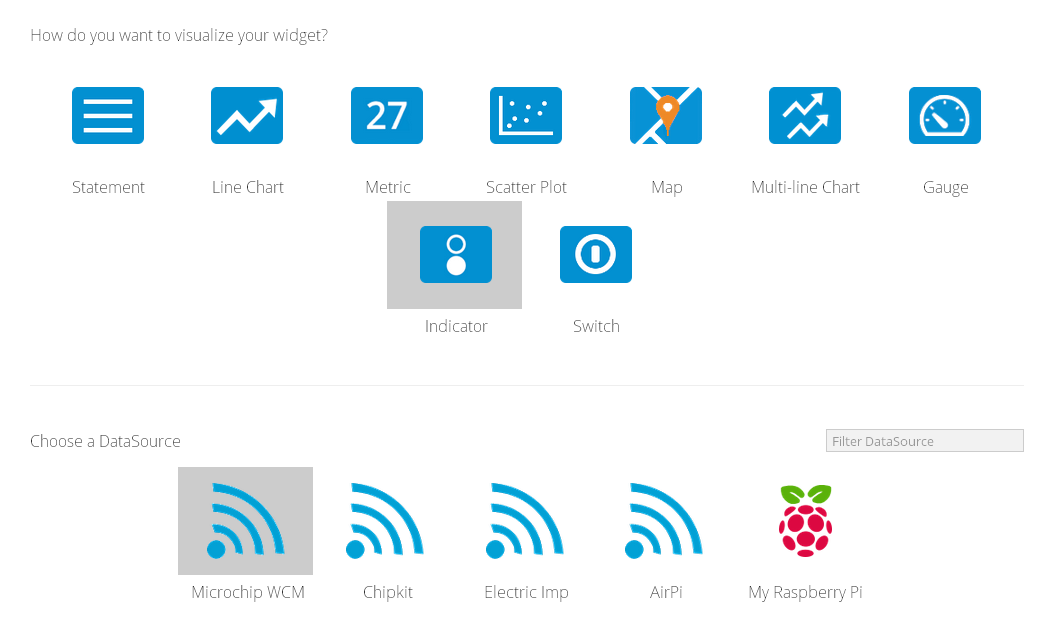 How do you want to visualize your widget?
27
Statement Line Chart Metric Scatter Plot Map Multi-line Chart Gauge
Indicator Switch
Choose a DataSource Filter DataSource
Microchip WCM Chipkit Electric Imp AirPi My Raspberry Pi